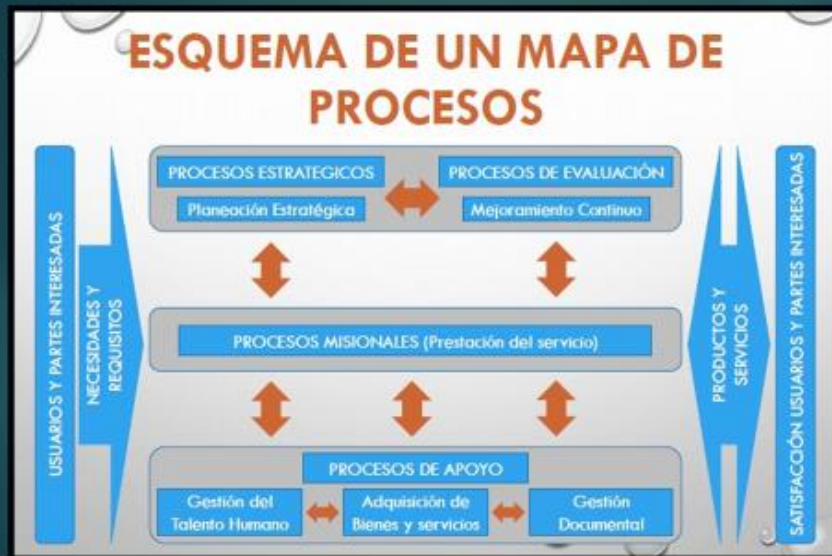 ESQUEMA DE UN MAPA DE
PROCESOS
USUARIOS Y PARTES INTERESADAS
NECESIDADES Y
REQUISITOS
PROCESOS ESTRATEGICOS
PROCESOS DE EVALUACIÓN
Planeación Estratégica
Mejoramiento Continuo
PROCESOS MISIONALES (Prestación del servicio)
PROCESOS DE APOYO
Gestión del
Talento Humano
Adquisición de
Bienes y servicios
Gestión
Documental
PRODUCTOS Y
SERVICIOS
SATISFACCIÓN USUARIOS Y PARTES INTERESADAS